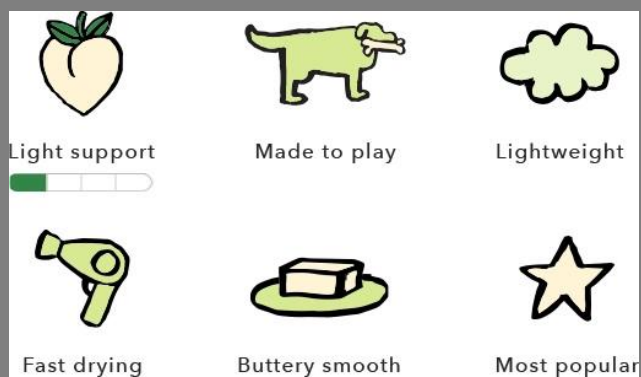 Light support
Made to play
Lightweight
Fast drying
Buttery smooth
Most popular